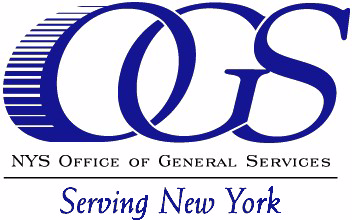 OGS
NYS OFFICE OF GENERAL SERVICES
Serving New York